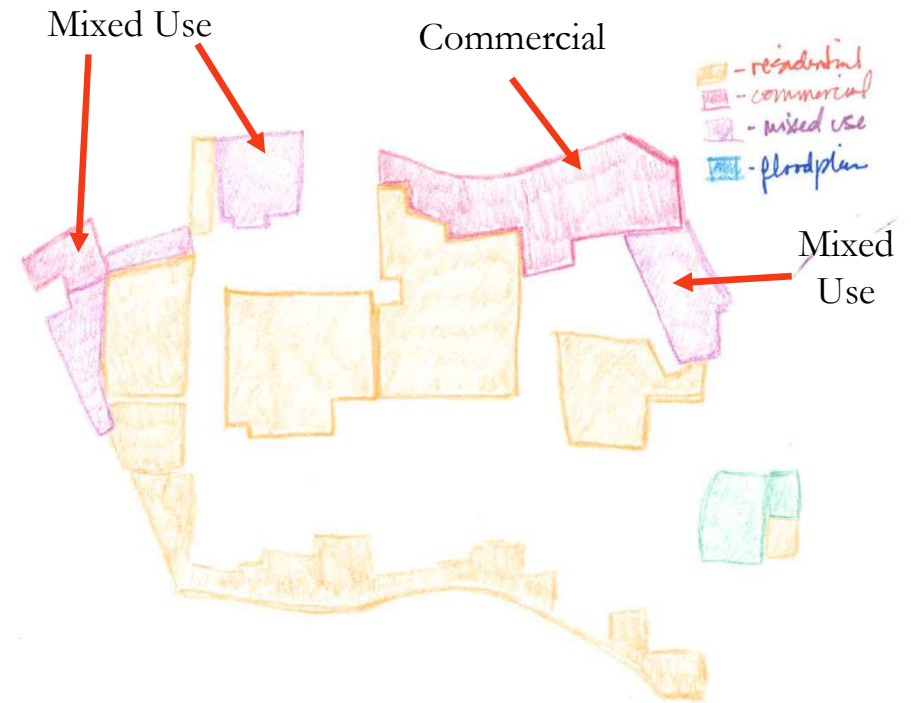 Mixed Use
Commercial
- residential
- commercial
- mixed use
- floodplain
Mixed
Use